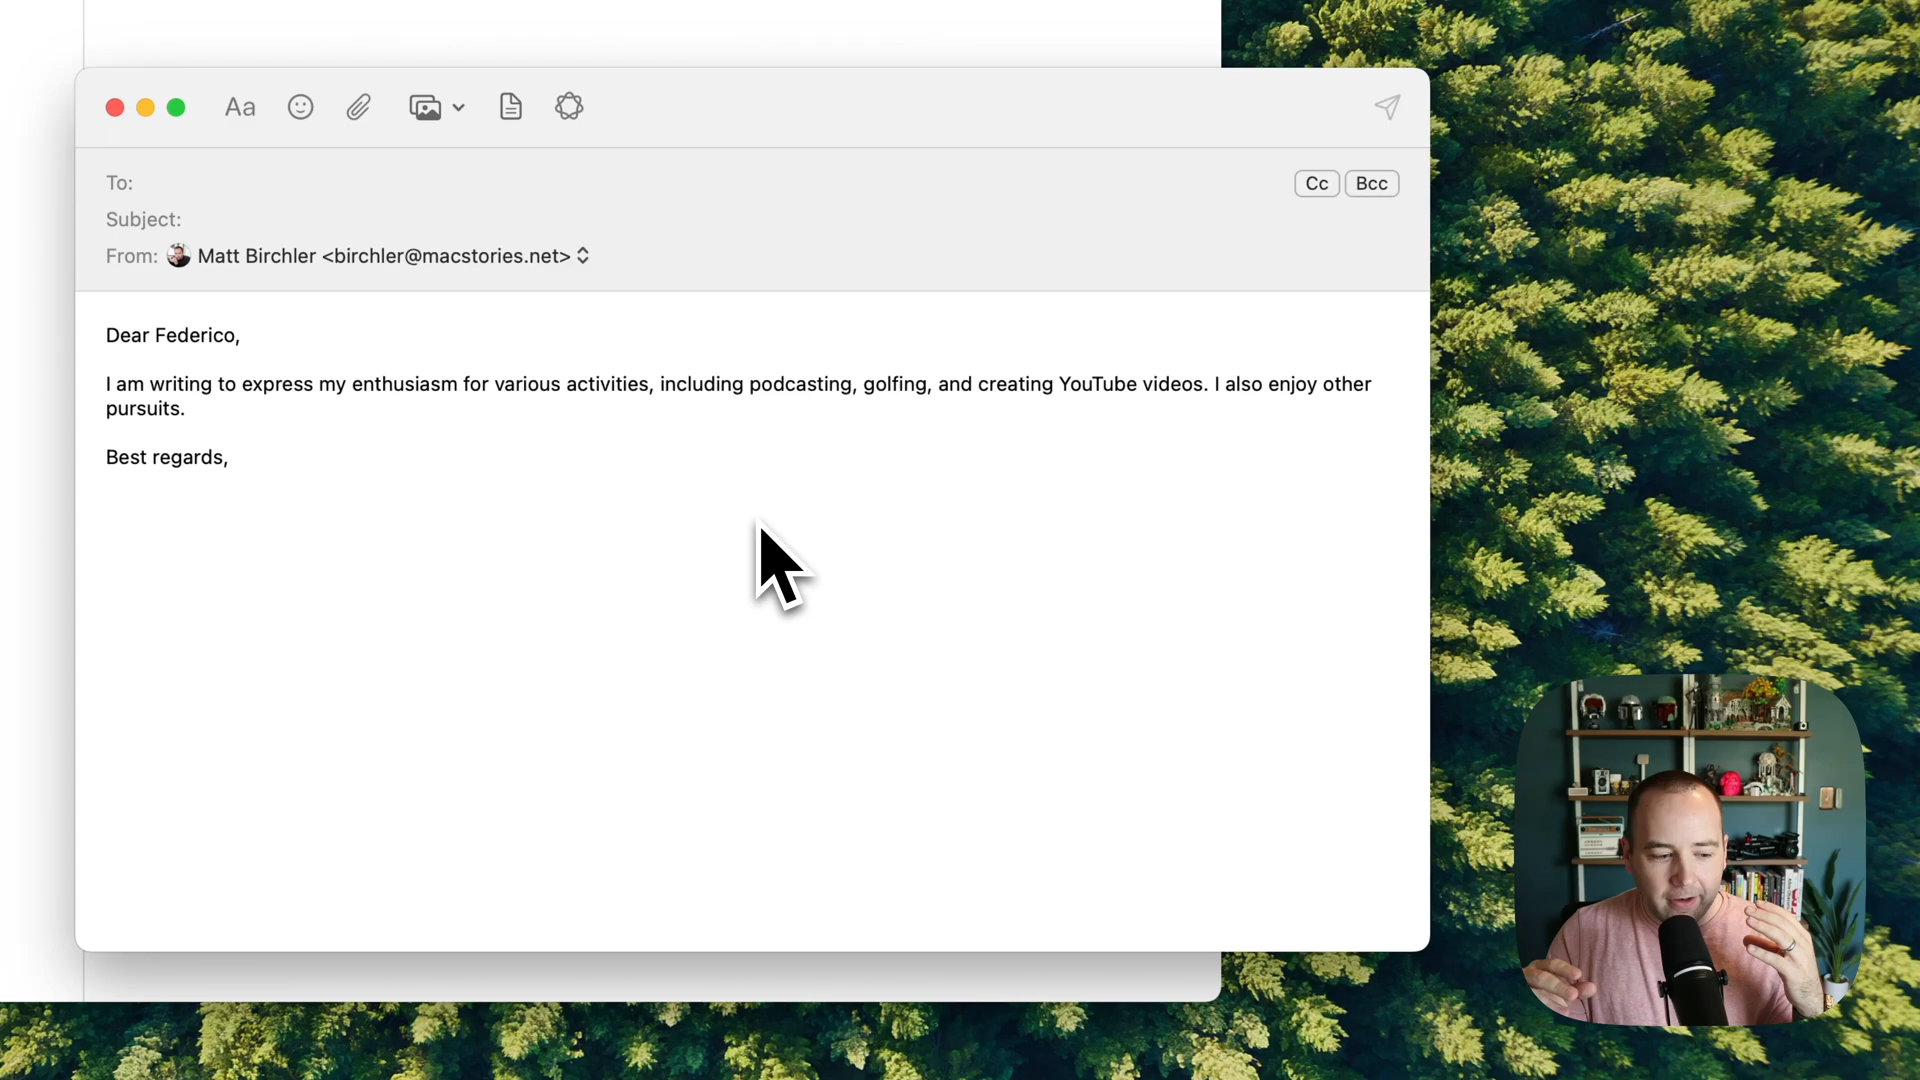 Aa
To:
Cc Bcc
Subject:
From: Matt Birchler <birchler@macstories.net>
Dear Federico,
I am writing to express my enthusiasm for various activities, including podcasting, golfing, and creating YouTube videos. I also enjoy other
pursuits.
Best regards,